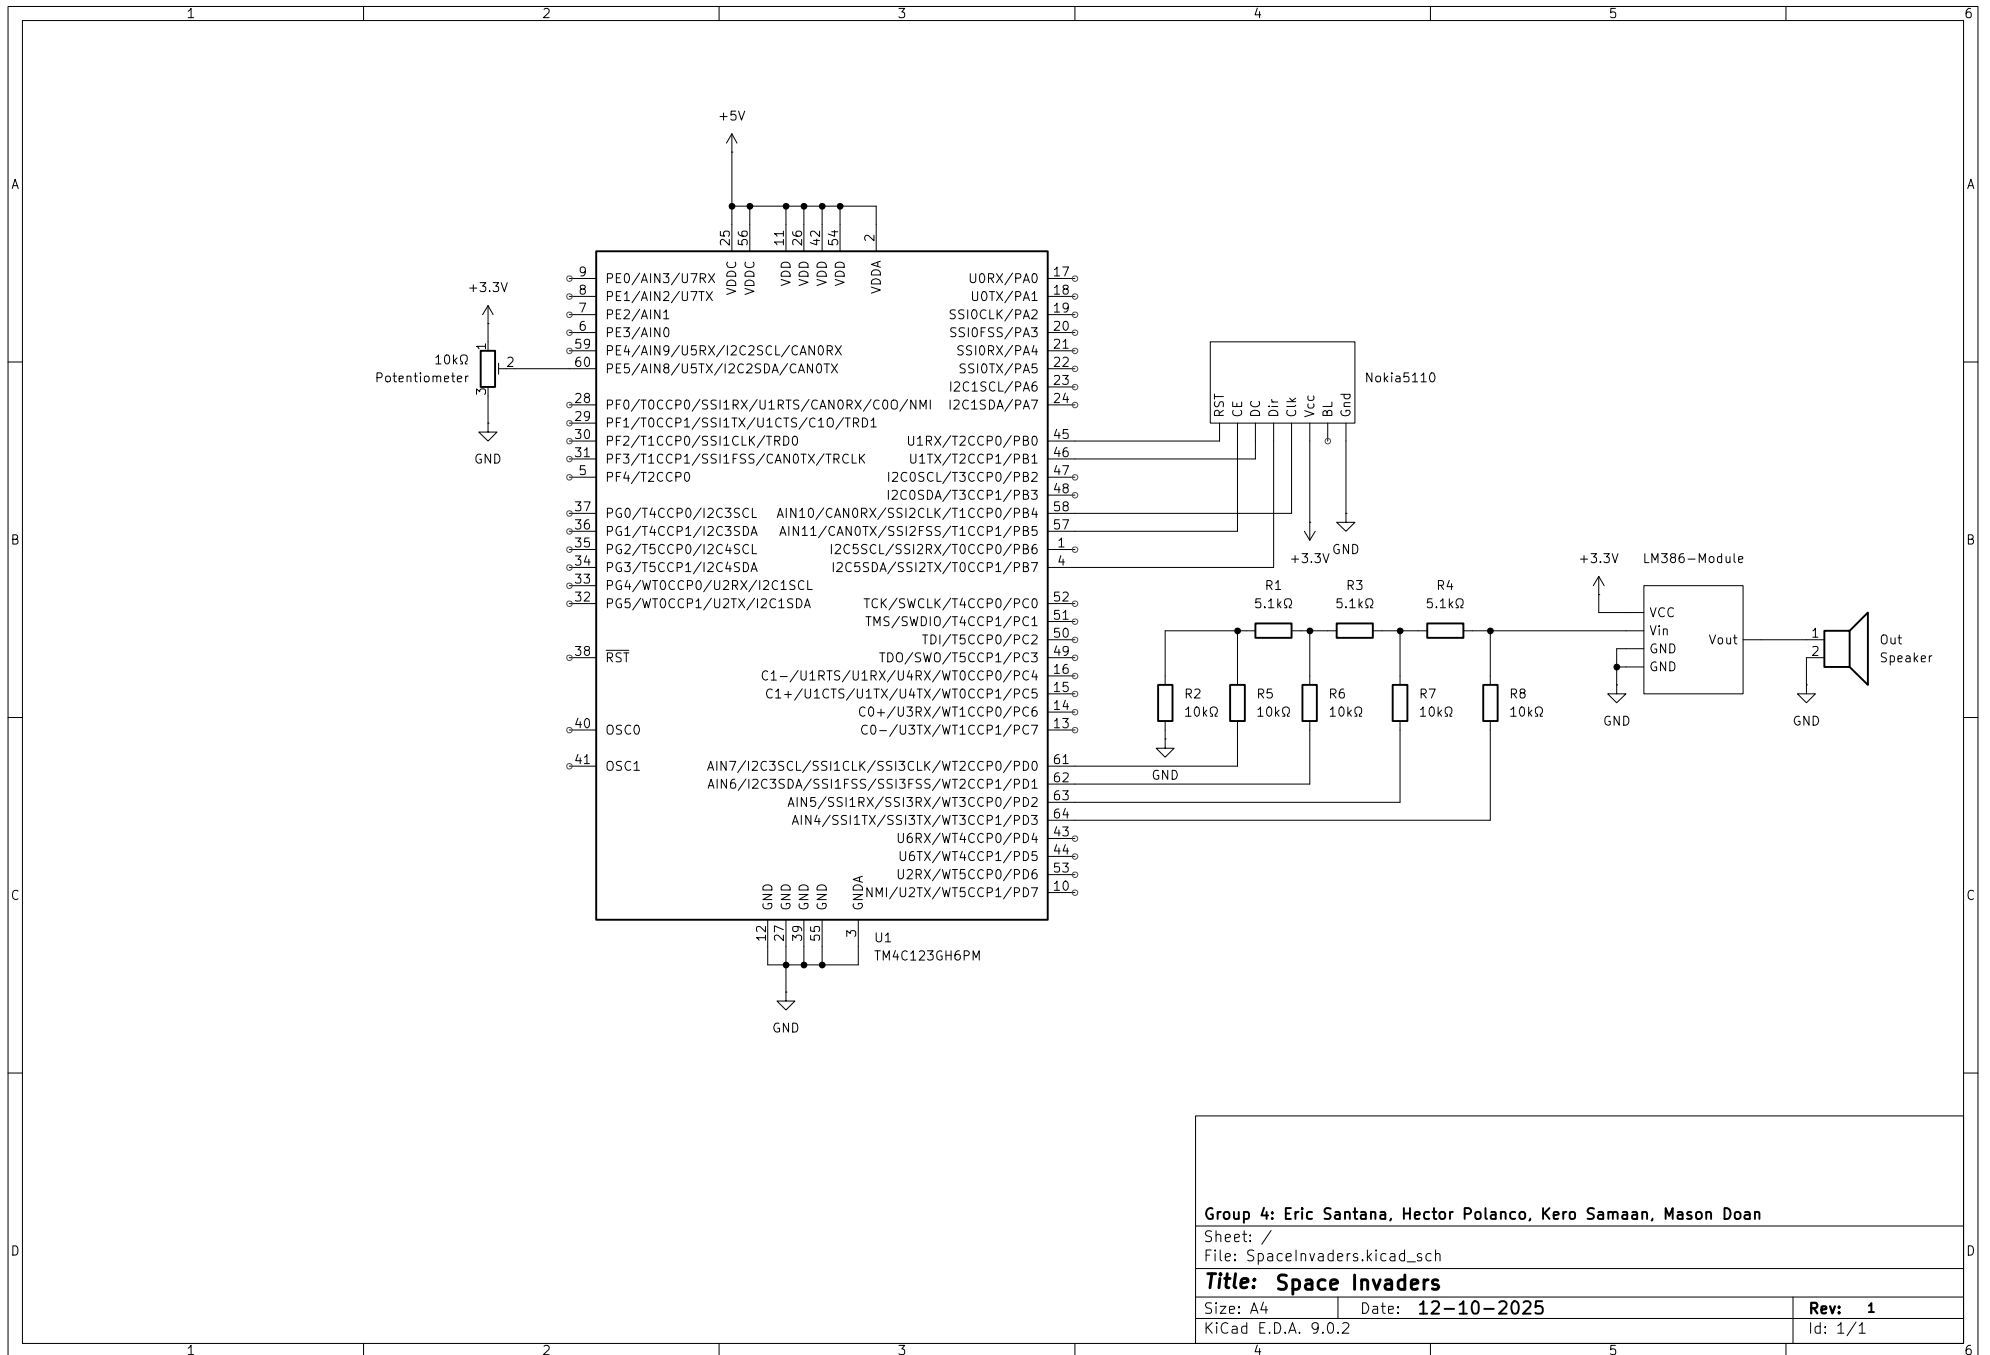 1 2 3 4 5 6
A A
B B
C C
D D
+5V
25 56 11 26 42 54 2
VDDC VDDC VDD VDD VDD VDD VDDA
+3.3V
1
10kΩ
Potentiometer
2
3
GND
9 PE0/AIN3/U7RX
8 PE1/AIN2/U7TX
7 PE2/AIN1
6 PE3/AIN0
59 PE4/AIN9/U5RX/I2C2SCL/CAN0RX
60 PE5/AIN8/U5TX/I2C2SDA/CAN0TX
28 PF0/T0CCP0/SSI1RX/U1RTS/CAN0RX/C0O/NMI
29 PF1/T0CCP1/SSI1TX/U1CTS/C1O/TRD1
30 PF2/T1CCP0/SSI1CLK/TRD0
31 PF3/T1CCP1/SSI1FSS/CAN0TX/TRCLK
5 PF4/T2CCP0
37 PG0/T4CCP0/I2C3SCL
36 PG1/T4CCP1/I2C3SDA
35 PG2/T5CCP0/I2C4SCL
34 PG3/T5CCP1/I2C4SDA
33 PG4/WT0CCP0/U2RX/I2C1SCL
32 PG5/WT0CCP1/U2TX/I2C1SDA
38 RST
40 OSC0
41 OSC1
U0RX/PA0 17
U0TX/PA1 18
SSI0CLK/PA2 19
SSI0FSS/PA3 20
SSI0RX/PA4 21
SSI0TX/PA5 22
I2C1SCL/PA6 23
I2C1SDA/PA7 24
U1RX/T2CCP0/PB0 45
U1TX/T2CCP1/PB1 46
I2C0SCL/T3CCP0/PB2 47
I2C0SDA/T3CCP1/PB3 48
AIN10/CAN0RX/SSI2CLK/T1CCP0/PB4 58
AIN11/CAN0TX/SSI2FSS/T1CCP1/PB5 57
I2C5SCL/SSI2RX/T0CCP0/PB6 1
I2C5SDA/SSI2TX/T0CCP1/PB7 4
TCK/SWCLK/T4CCP0/PC0 52
TMS/SWDIO/T4CCP1/PC1 51
TDI/T5CCP0/PC2 50
TDO/SWO/T5CCP1/PC3 49
C1-/U1RTS/U1RX/U4RX/WT0CCP0/PC4 16
C1+/U1CTS/U1TX/U4TX/WT0CCP1/PC5 15
C0+/U3RX/WT1CCP0/PC6 14
C0-/U3TX/WT1CCP1/PC7 13
AIN7/I2C3SCL/SSI1CLK/SSI3CLK/WT2CCP0/PD0 61
AIN6/I2C3SDA/SSI1FSS/SSI3FSS/WT2CCP1/PD1 62
AIN5/SSI1RX/SSI3RX/WT3CCP0/PD2 63
AIN4/SSI1TX/SSI3TX/WT3CCP1/PD3 64
U6RX/WT4CCP0/PD4 43
U6TX/WT4CCP1/PD5 44
U2RX/WT5CCP0/PD6 53
NMI/U2TX/WT5CCP1/PD7 10
GND GND GND GND GNDA
12 27 39 55 3
U1
TM4C123GH6PM
GND
Nokia5110
RST CE DC Dir Clk Vcc BL Gnd
+3.3V
GND
R1
5.1kΩ
R3
5.1kΩ
R4
5.1kΩ
R2
10kΩ
R5
10kΩ
R6
10kΩ
R7
10kΩ
R8
10kΩ
GND
+3.3V
LM386-Module
VCC
Vin
GND
GND
Vout
GND
1
2
Out
Speaker
GND
Group 4: Eric Santana, Hector Polanco, Kero Samaan, Mason Doan
Sheet: /
File: SpaceInvaders.kicad_sch
Title: Space Invaders
Size: A4 Date: 12-10-2025 Rev: 1
KiCad E.D.A. 9.0.2 Id: 1/1
1 2 3 4 5 6